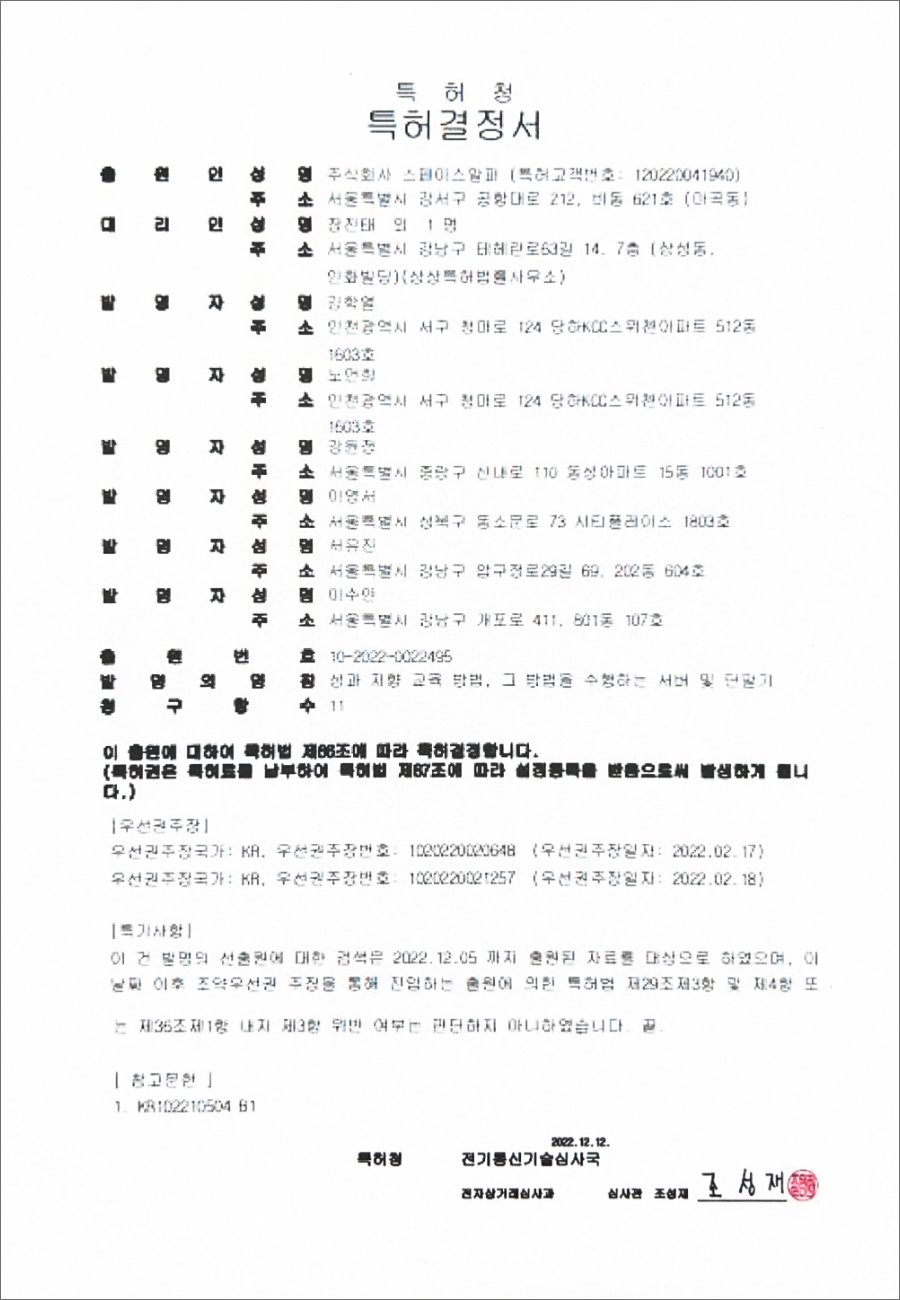 특 허 청
특허결정서
출 원 인 성 명 주식회사 스페이스알파 (특허고객번호: 120220041940)
주 소 서울특별시 강서구 공항대로 212, 비동 621호 (마곡동)
대 리 인 성 명 장진태 외 1명
주 소 서울특별시 강남구 테헤란로63길 14, 7층 (삼성동,
인화빌딩)(상상특허법률사무소)
발 명 자 성 명 김학열
주 소 인천광역시 서구 청마로 124 당하KCC스위첸아파트 512동
1603호
발 명 자 성 명 노연희
주 소 인천광역시 서구 청마로 124 당하KCC스위첸아파트 512동
1603호
발 명 자 성 명 강윤정
주 소 서울특별시 중랑구 신내로 110 동성아파트 15동 1001호
발 명 자 성 명 이영서
주 소 서울특별시 성북구 동소문로 73 시티플레이스 1803호
발 명 자 성 명 서유진
주 소 서울특별시 강남구 압구정로29길 69, 202동 604호
발 명 자 성 명 이수안
주 소 서울특별시 강남구 개포로 411, 801동 107호
출 원 번 호 10-2022-0022495
발 명 의 명 칭 성과 지향 교육 방법, 그 방법을 수행하는 서버 및 단말기
청 구 항 수 11
이 출원에 대하여 특허법 제66조에 따라 특허결정합니다.
(특허권은 특허료를 납부하여 특허법 제87조에 따라 설정등록을 받음으로써 발생하게 됩니
다.)
[우선권주장]
우선권주장국가: KR, 우선권주장번호: 1020220020648 (우선권주장일자: 2022.02.17)
우선권주장국가: KR, 우선권주장번호: 1020220021257 (우선권주장일자: 2022.02.18)
[특기사항]
이 건 발명의 선출원에 대한 검색은 2022.12.05 까지 출원된 자료를 대상으로 하였으며, 이
날짜 이후 조약우선권 주장을 통해 진입하는 출원에 의한 특허법 제29조제3항 및 제4항 또
는 제36조제1항 내지 제3항 위반 여부는 판단하지 아니하였습니다. 끝.
[ 참고문헌 ]
1. KR102210504 B1
2022.12.12.
특허청 전기통신기술심사국
전자상거래심사과 심사관 조성재 조성재